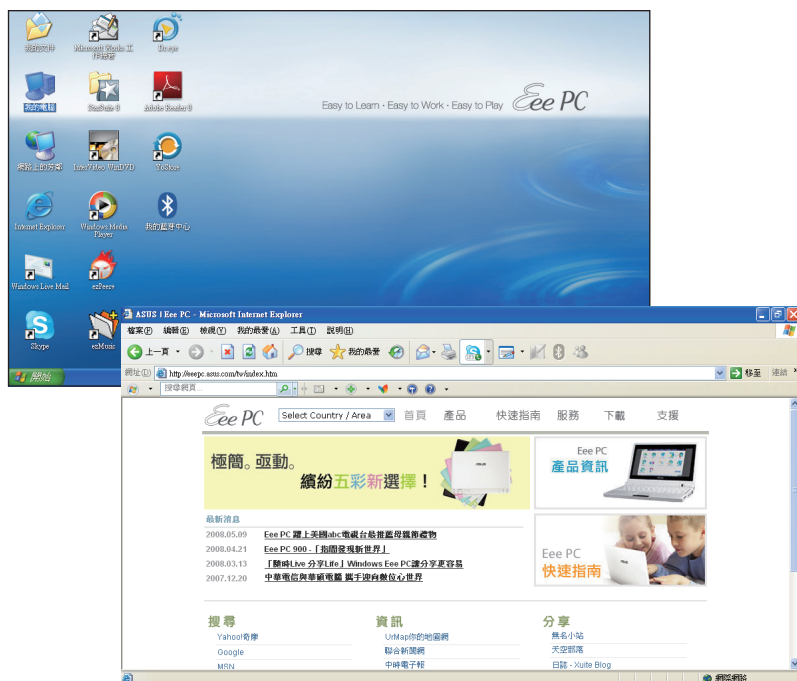 我的文件
Microsoft Works 工作排程
Dr.eye
我的電腦
StarSuite 8
Adobe Reader 8
Easy to Learn · Easy to Work · Easy to Play Eee PC
網路上的芳鄰
InterVideo WinDVD
YoStore
Internet Explorer
Windows Media Player
我的藍牙中心
Windows Live Mail
ezPeer+
Skype
ezMusic
開始
ASUS | Eee PC - Microsoft Internet Explorer
檔案(F) 編輯(E) 檢視(V) 我的最愛(A) 工具(T) 說明(H)
上一頁 搜尋 我的最愛
網址(D) http://eeepc.asus.com/tw/index.htm 移至 連結
搜尋網頁...
Eee PC Select Country / Area 首頁 產品 快速指南 服務 下載 支援
極簡。亟動。
繽紛五彩新選擇！
Eee PC
產品資訊
最新消息
2008.05.09 Eee PC 躍上美國abc電視台最推薦母親節禮物
2008.04.21 Eee PC 900 -「指間發現新世界」
2008.03.13 「隨時Live 分享Life」Windows Eee PC讓分享更容易
2007.12.20 中華電信與華碩電腦 攜手迎向數位心世界
Eee PC
快速指南
搜尋 資訊 分享
Yahoo!奇摩 UrMap你的地圖網 無名小站
Google 聯合新聞網 天空部落
MSN 中時電子報 日誌 - Xuite Blog
網際網路